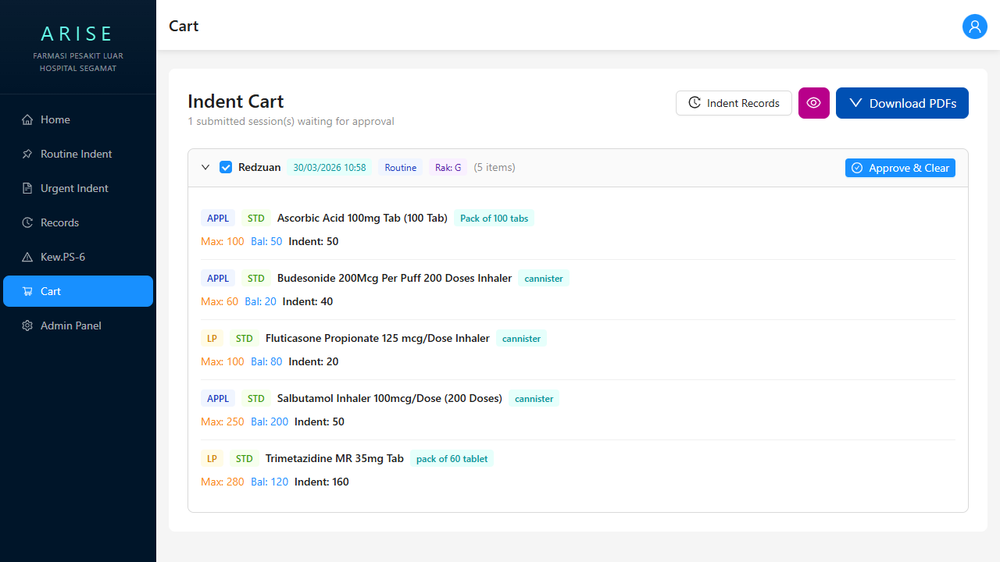 ARISE
FARMASI PESAKIT LUAR
HOSPITAL SEGAMAT
Home
Routine Indent
Urgent Indent
Records
Kew.PS-6
Cart
Admin Panel
Cart
Indent Cart
1 submitted session(s) waiting for approval
Indent Records
Download PDFs
Redzuan 30/03/2026 10:58 Routine Rak: G (5 items) Approve & Clear
APPL STD Ascorbic Acid 100mg Tab (100 Tab) Pack of 100 tabs
Max: 100 Bal: 50 Indent: 50
APPL STD Budesonide 200Mcg Per Puff 200 Doses Inhaler cannister
Max: 60 Bal: 20 Indent: 40
LP STD Fluticasone Propionate 125 mcg/Dose Inhaler cannister
Max: 100 Bal: 80 Indent: 20
APPL STD Salbutamol Inhaler 100mcg/Dose (200 Doses) cannister
Max: 250 Bal: 200 Indent: 50
LP STD Trimetazidine MR 35mg Tab pack of 60 tablet
Max: 280 Bal: 120 Indent: 160